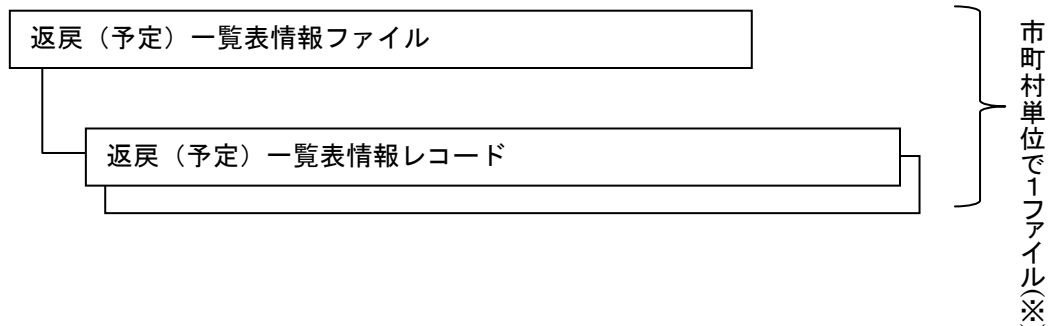 返戻（予定）一覧表情報ファイル
返戻（予定）一覧表情報レコード
市町村単位で1ファイル(※)